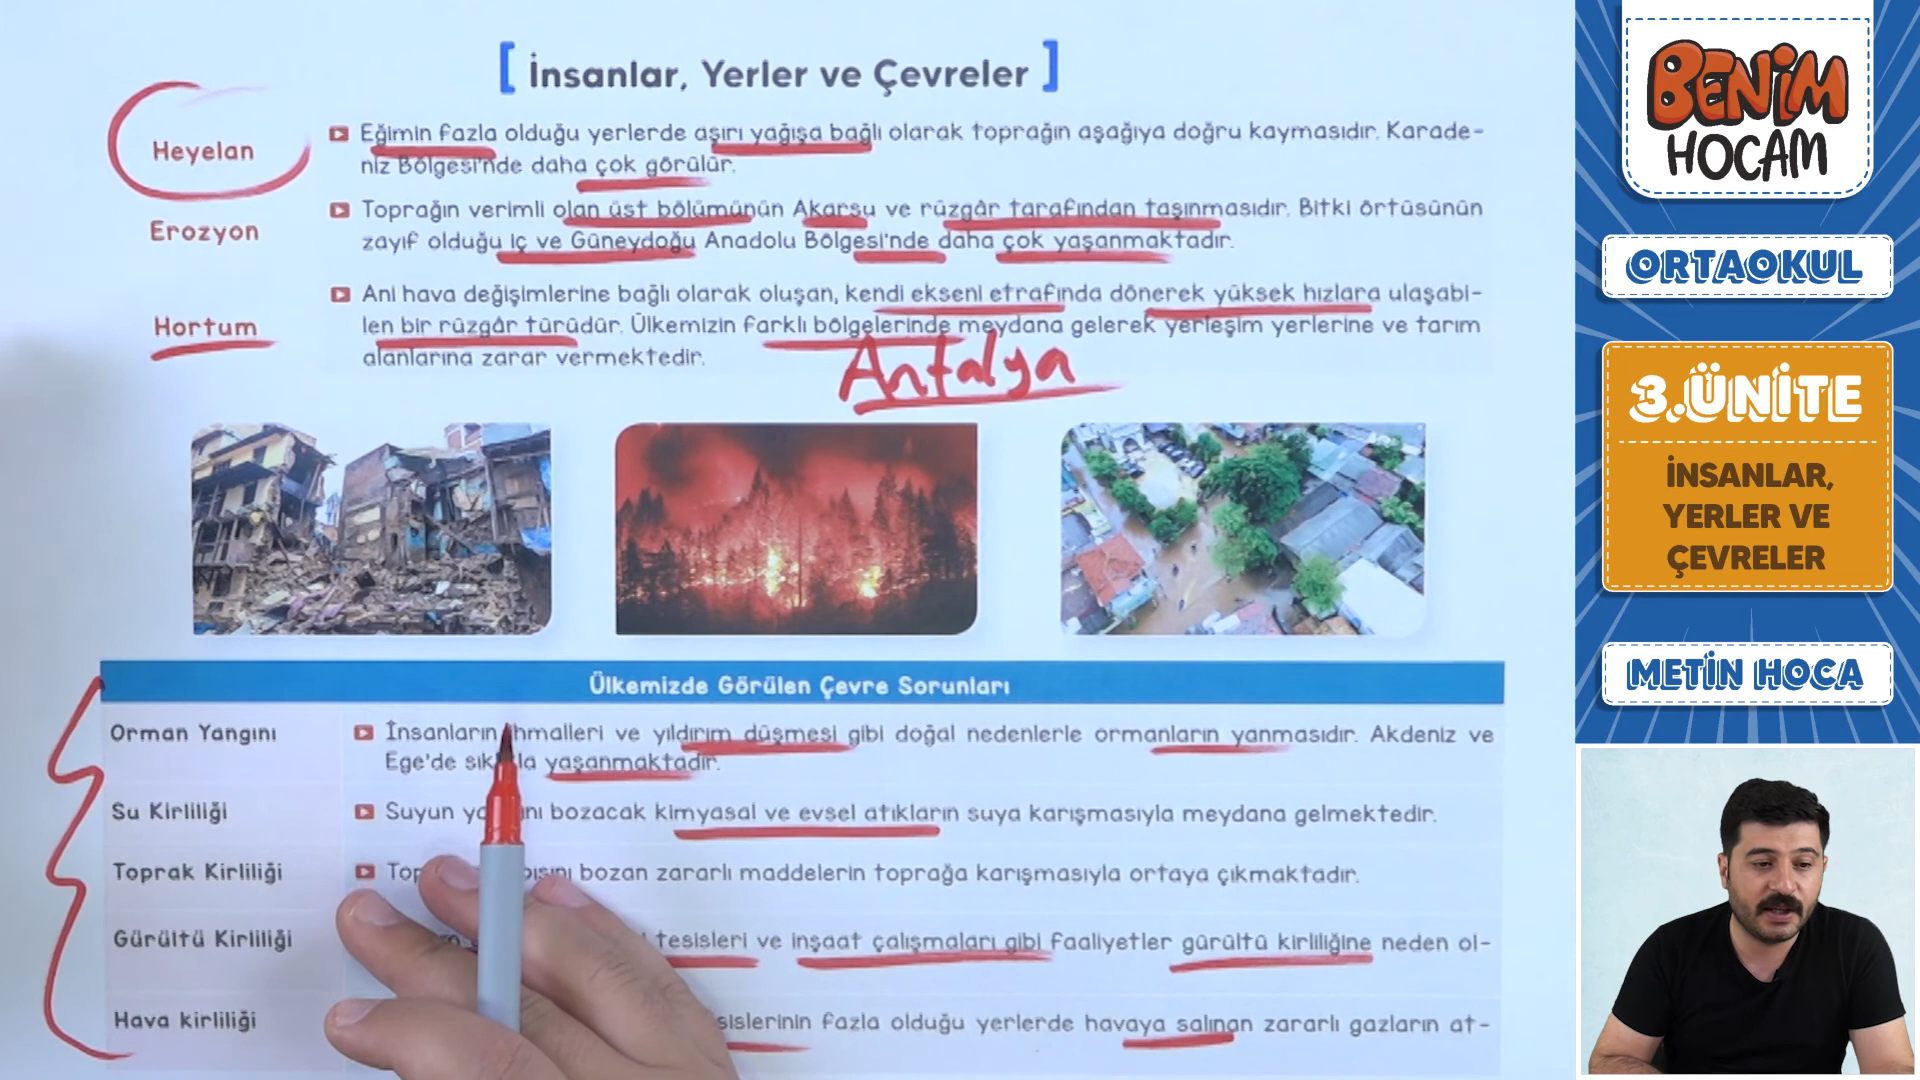 [ İnsanlar, Yerler ve Çevreler ]
Heyelan
Eğimin fazla olduğu yerlerde aşırı yağışa bağlı olarak toprağın aşağıya doğru kaymasıdır. Karade-
niz Bölgesi'nde daha çok görülür.
Erozyon
Toprağın verimli olan üst bölümünün Akarsu ve rüzgâr tarafından taşınmasıdır. Bitki örtüsünün
zayıf olduğu İç ve Güneydoğu Anadolu Bölgesi'nde daha çok yaşanmaktadır.
Hortum
Ani hava değişimlerine bağlı olarak oluşan, kendi ekseni etrafında dönerek yüksek hızlara ulaşabi-
len bir rüzgâr türüdür. Ülkemizin farklı bölgelerinde meydana gelerek yerleşim yerlerine ve tarım
alanlarına zarar vermektedir.
Antalya
Ülkemizde Görülen Çevre Sorunları
Orman Yangını
İnsanların ihmalleri ve yıldırım düşmesi gibi doğal nedenlerle ormanların yanmasıdır. Akdeniz ve
Ege'de yaşanmaktadır.
Su Kirliliği
Suyun bozacak kimyasal ve evsel atıkların suya karışmasıyla meydana gelmektedir.
Toprak Kirliliği
bozan zararlı maddelerin toprağa karışmasıyla ortaya çıkmaktadır.
Gürültü Kirliliği
tesisleri ve inşaat çalışmaları gibi faaliyetler gürültü kirliliğine neden ol-
Hava kirliliği
fazla olduğu yerlerde havaya salınan zararlı gazların at-
BENİM
HOCAM
ORTAOKUL
3.ÜNİTE
İNSANLAR,
YERLER VE
ÇEVRELER
METİN HOCA